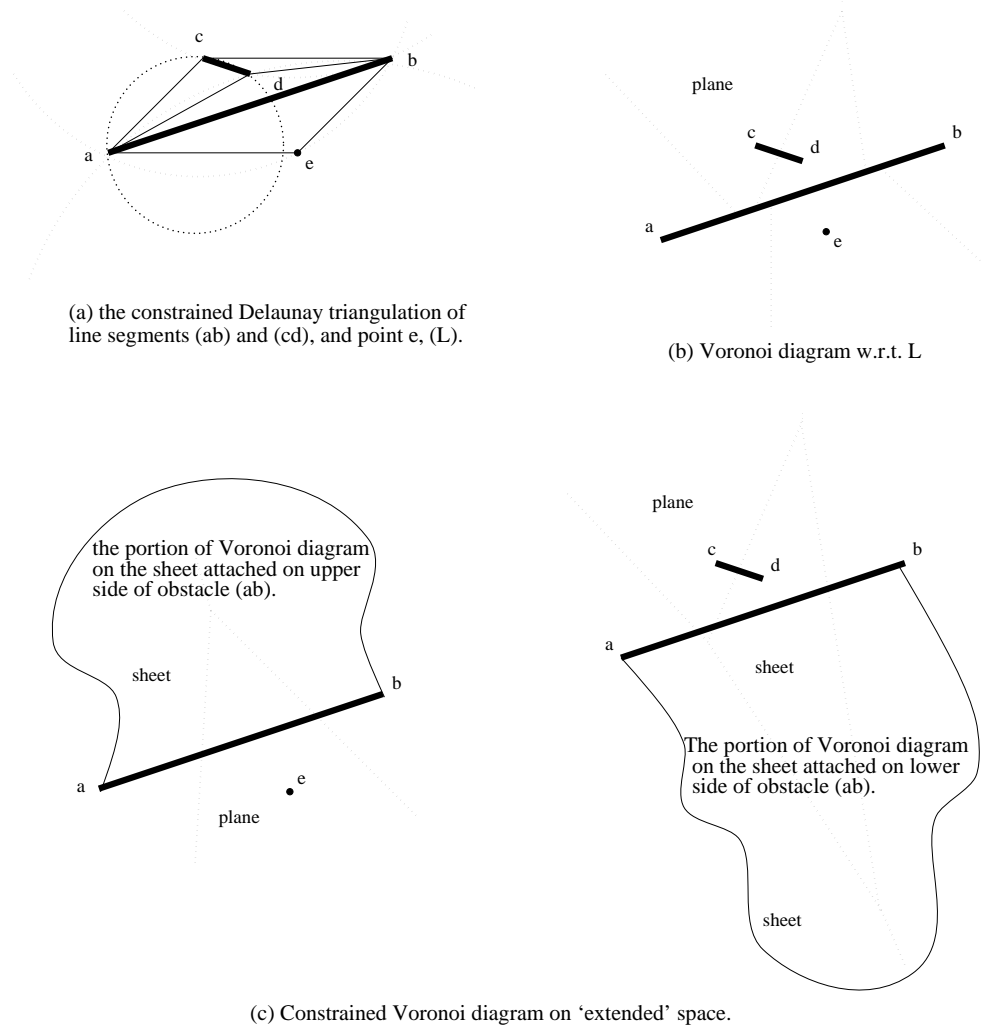 c
b
d
a
e
(a) the constrained Delaunay triangulation of
line segments (ab) and (cd), and point e, (L).
plane
c
d
b
a
e
(b) Voronoi diagram w.r.t. L
the portion of Voronoi diagram
on the sheet attached on upper
side of obstacle (ab).
sheet
b
a
e
plane
plane
c
d
b
a
sheet
The portion of Voronoi diagram
on the sheet attached on lower
side of obstacle (ab).
sheet
(c) Constrained Voronoi diagram on ‘extended’ space.